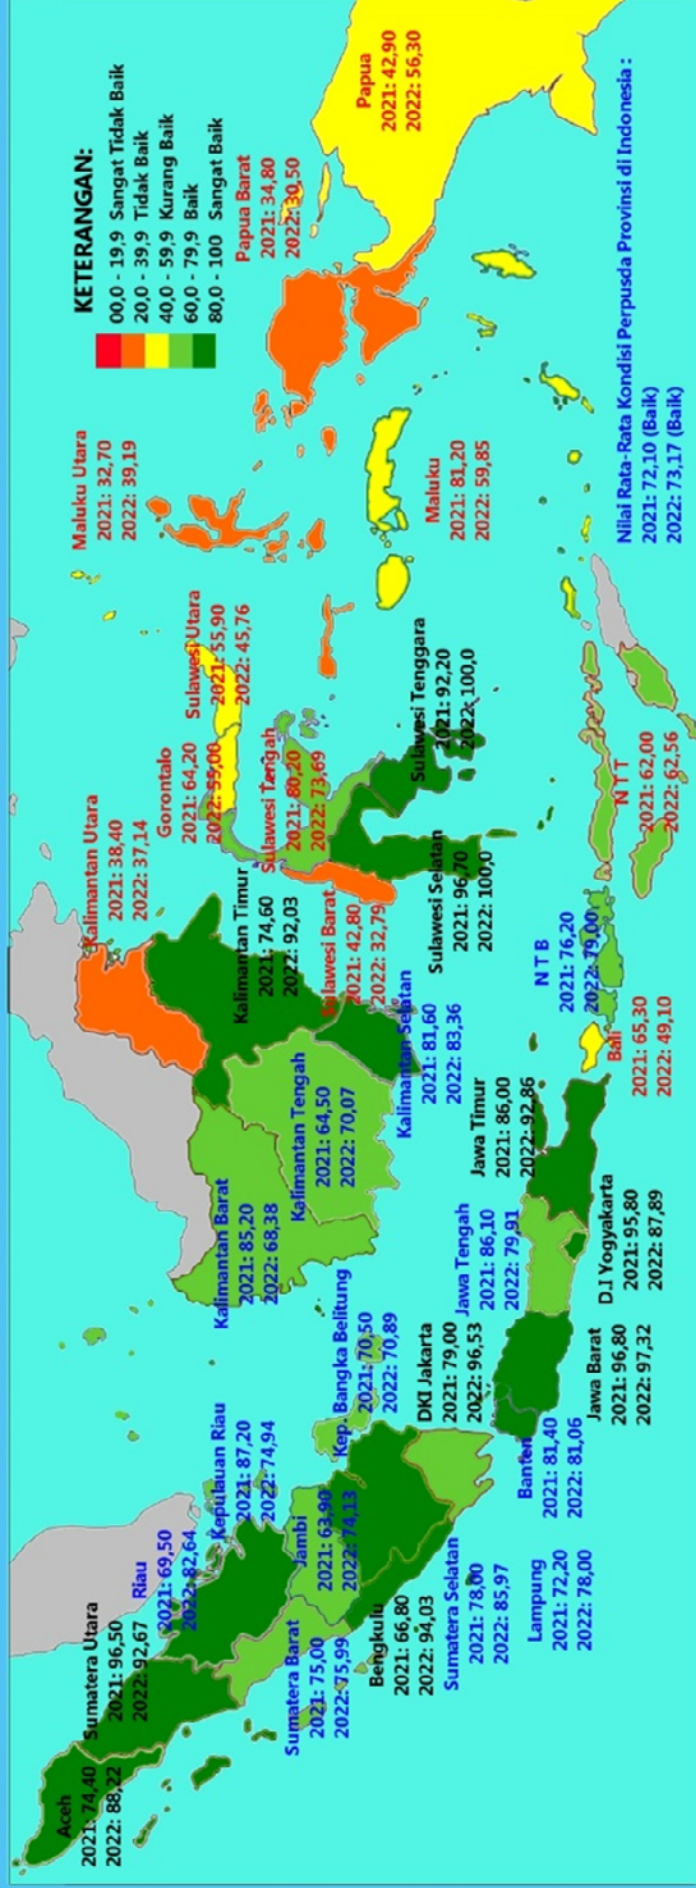 KETERANGAN:
00,0 - 19,9 Sangat Tidak Baik
20,0 - 39,9 Tidak Baik
40,0 - 59,9 Kurang Baik
60,0 - 79,9 Baik
80,0 - 100 Sangat Baik
Aceh
2021: 74,40
2022: 88,22
Sumatera Utara
2021: 96,50
2022: 92,67
Riau
2021: 69,50
2022: 82,64
Kepulauan Riau
2021: 87,20
2022: 74,94
Sumatera Barat
2021: 75,00
2022: 75,99
Jambi
2021: 63,90
2022: 74,13
Bengkulu
2021: 66,80
2022: 94,03
Sumatera Selatan
2021: 78,00
2022: 85,97
Lampung
2021: 72,20
2022: 78,00
Kep. Bangka Belitung
2021: 70,50
2022: 70,89
Banten
2021: 81,40
2022: 81,06
DKI Jakarta
2021: 79,00
2022: 96,53
Jawa Barat
2021: 96,80
2022: 97,32
Jawa Tengah
2021: 86,10
2022: 79,91
D.I Yogyakarta
2021: 95,80
2022: 87,89
Jawa Timur
2021: 86,00
2022: 92,86
Kalimantan Barat
2021: 85,20
2022: 68,38
Kalimantan Tengah
2021: 64,50
2022: 70,07
Kalimantan Selatan
2021: 81,60
2022: 83,36
Kalimantan Timur
2021: 74,60
2022: 92,03
Kalimantan Utara
2021: 38,40
2022: 37,14
Bali
2021: 65,30
2022: 49,10
N T B
2021: 76,20
2022: 79,00
N T T
2021: 62,00
2022: 62,56
Sulawesi Barat
2021: 42,80
2022: 32,79
Sulawesi Selatan
2021: 96,70
2022: 100,0
Sulawesi Tenggara
2021: 92,20
2022: 100,0
Sulawesi Tengah
2021: 80,20
2022: 73,69
Gorontalo
2021: 64,20
2022: 55,00
Sulawesi Utara
2021: 55,90
2022: 45,76
Maluku Utara
2021: 32,70
2022: 39,19
Maluku
2021: 81,20
2022: 59,85
Papua Barat
2021: 34,80
2022: 30,50
Papua
2021: 42,90
2022: 56,30
Nilai Rata-Rata Kondisi Perpusda Provinsi di Indonesia :
2021: 72,10 (Baik)
2022: 73,17 (Baik)